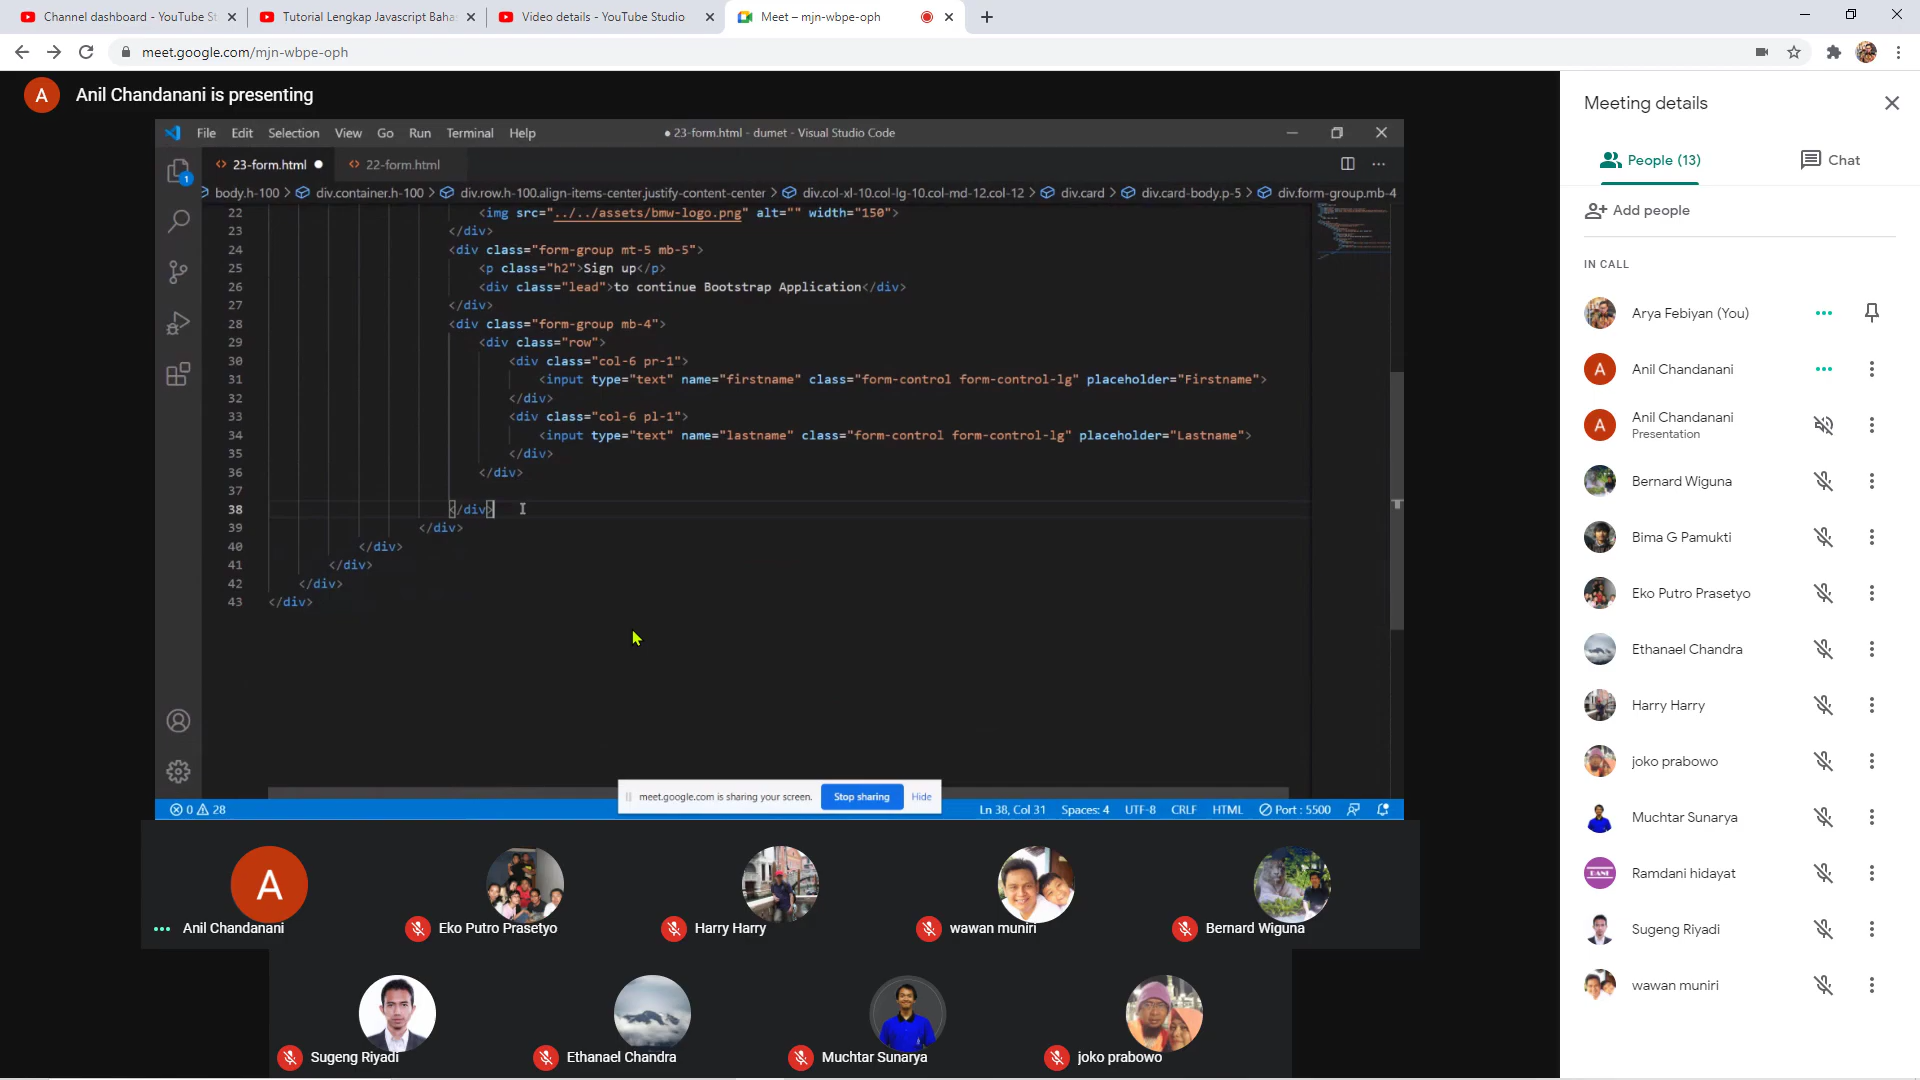 Channel dashboard - YouTube St
Tutorial Lengkap Javascript Baha
Video details - YouTube Studio
Meet – mjn-wbpe-oph
meet.google.com/mjn-wbpe-oph
A
Anil Chandanani is presenting
File Edit Selection View Go Run Terminal Help
● 23-form.html - dumet - Visual Studio Code
23-form.html ●
22-form.html
1
body.h-100 > div.container.h-100 > div.row.h-100.align-items-center.justify-content-center > div.col-xl-10.col-lg-10.col-md-12.col-12 > div.card > div.card-body.p-5 > div.form-group.mb-4
22 <img src="../../assets/bmw-logo.png" alt="" width="150">
23 </div>
24 <div class="form-group mt-5 mb-5">
25 <p class="h2">Sign up</p>
26 <div class="lead">to continue Bootstrap Application</div>
27 </div>
28 <div class="form-group mb-4">
29 <div class="row">
30 <div class="col-6 pr-1">
31 <input type="text" name="firstname" class="form-control form-control-lg" placeholder="Firstname">
32 </div>
33 <div class="col-6 pl-1">
34 <input type="text" name="lastname" class="form-control form-control-lg" placeholder="Lastname">
35 </div>
36 </div>
37
38 </div>
39 </div>
40 </div>
41 </div>
42 </div>
43 </div>
meet.google.com is sharing your screen. Stop sharing Hide
0 28
Ln 38, Col 31 Spaces: 4 UTF-8 CRLF HTML Port : 5500
A
Anil Chandanani
Eko Putro Prasetyo
Harry Harry
wawan muniri
Bernard Wiguna
Sugeng Riyadi
Ethanael Chandra
Muchtar Sunarya
joko prabowo
Meeting details
People (13)
Chat
Add people
IN CALL
Arya Febiyan (You)
A
Anil Chandanani
A
Anil Chandanani
Presentation
Bernard Wiguna
Bima G Pamukti
Eko Putro Prasetyo
Ethanael Chandra
Harry Harry
joko prabowo
Muchtar Sunarya
Ramdani hidayat
Sugeng Riyadi
wawan muniri